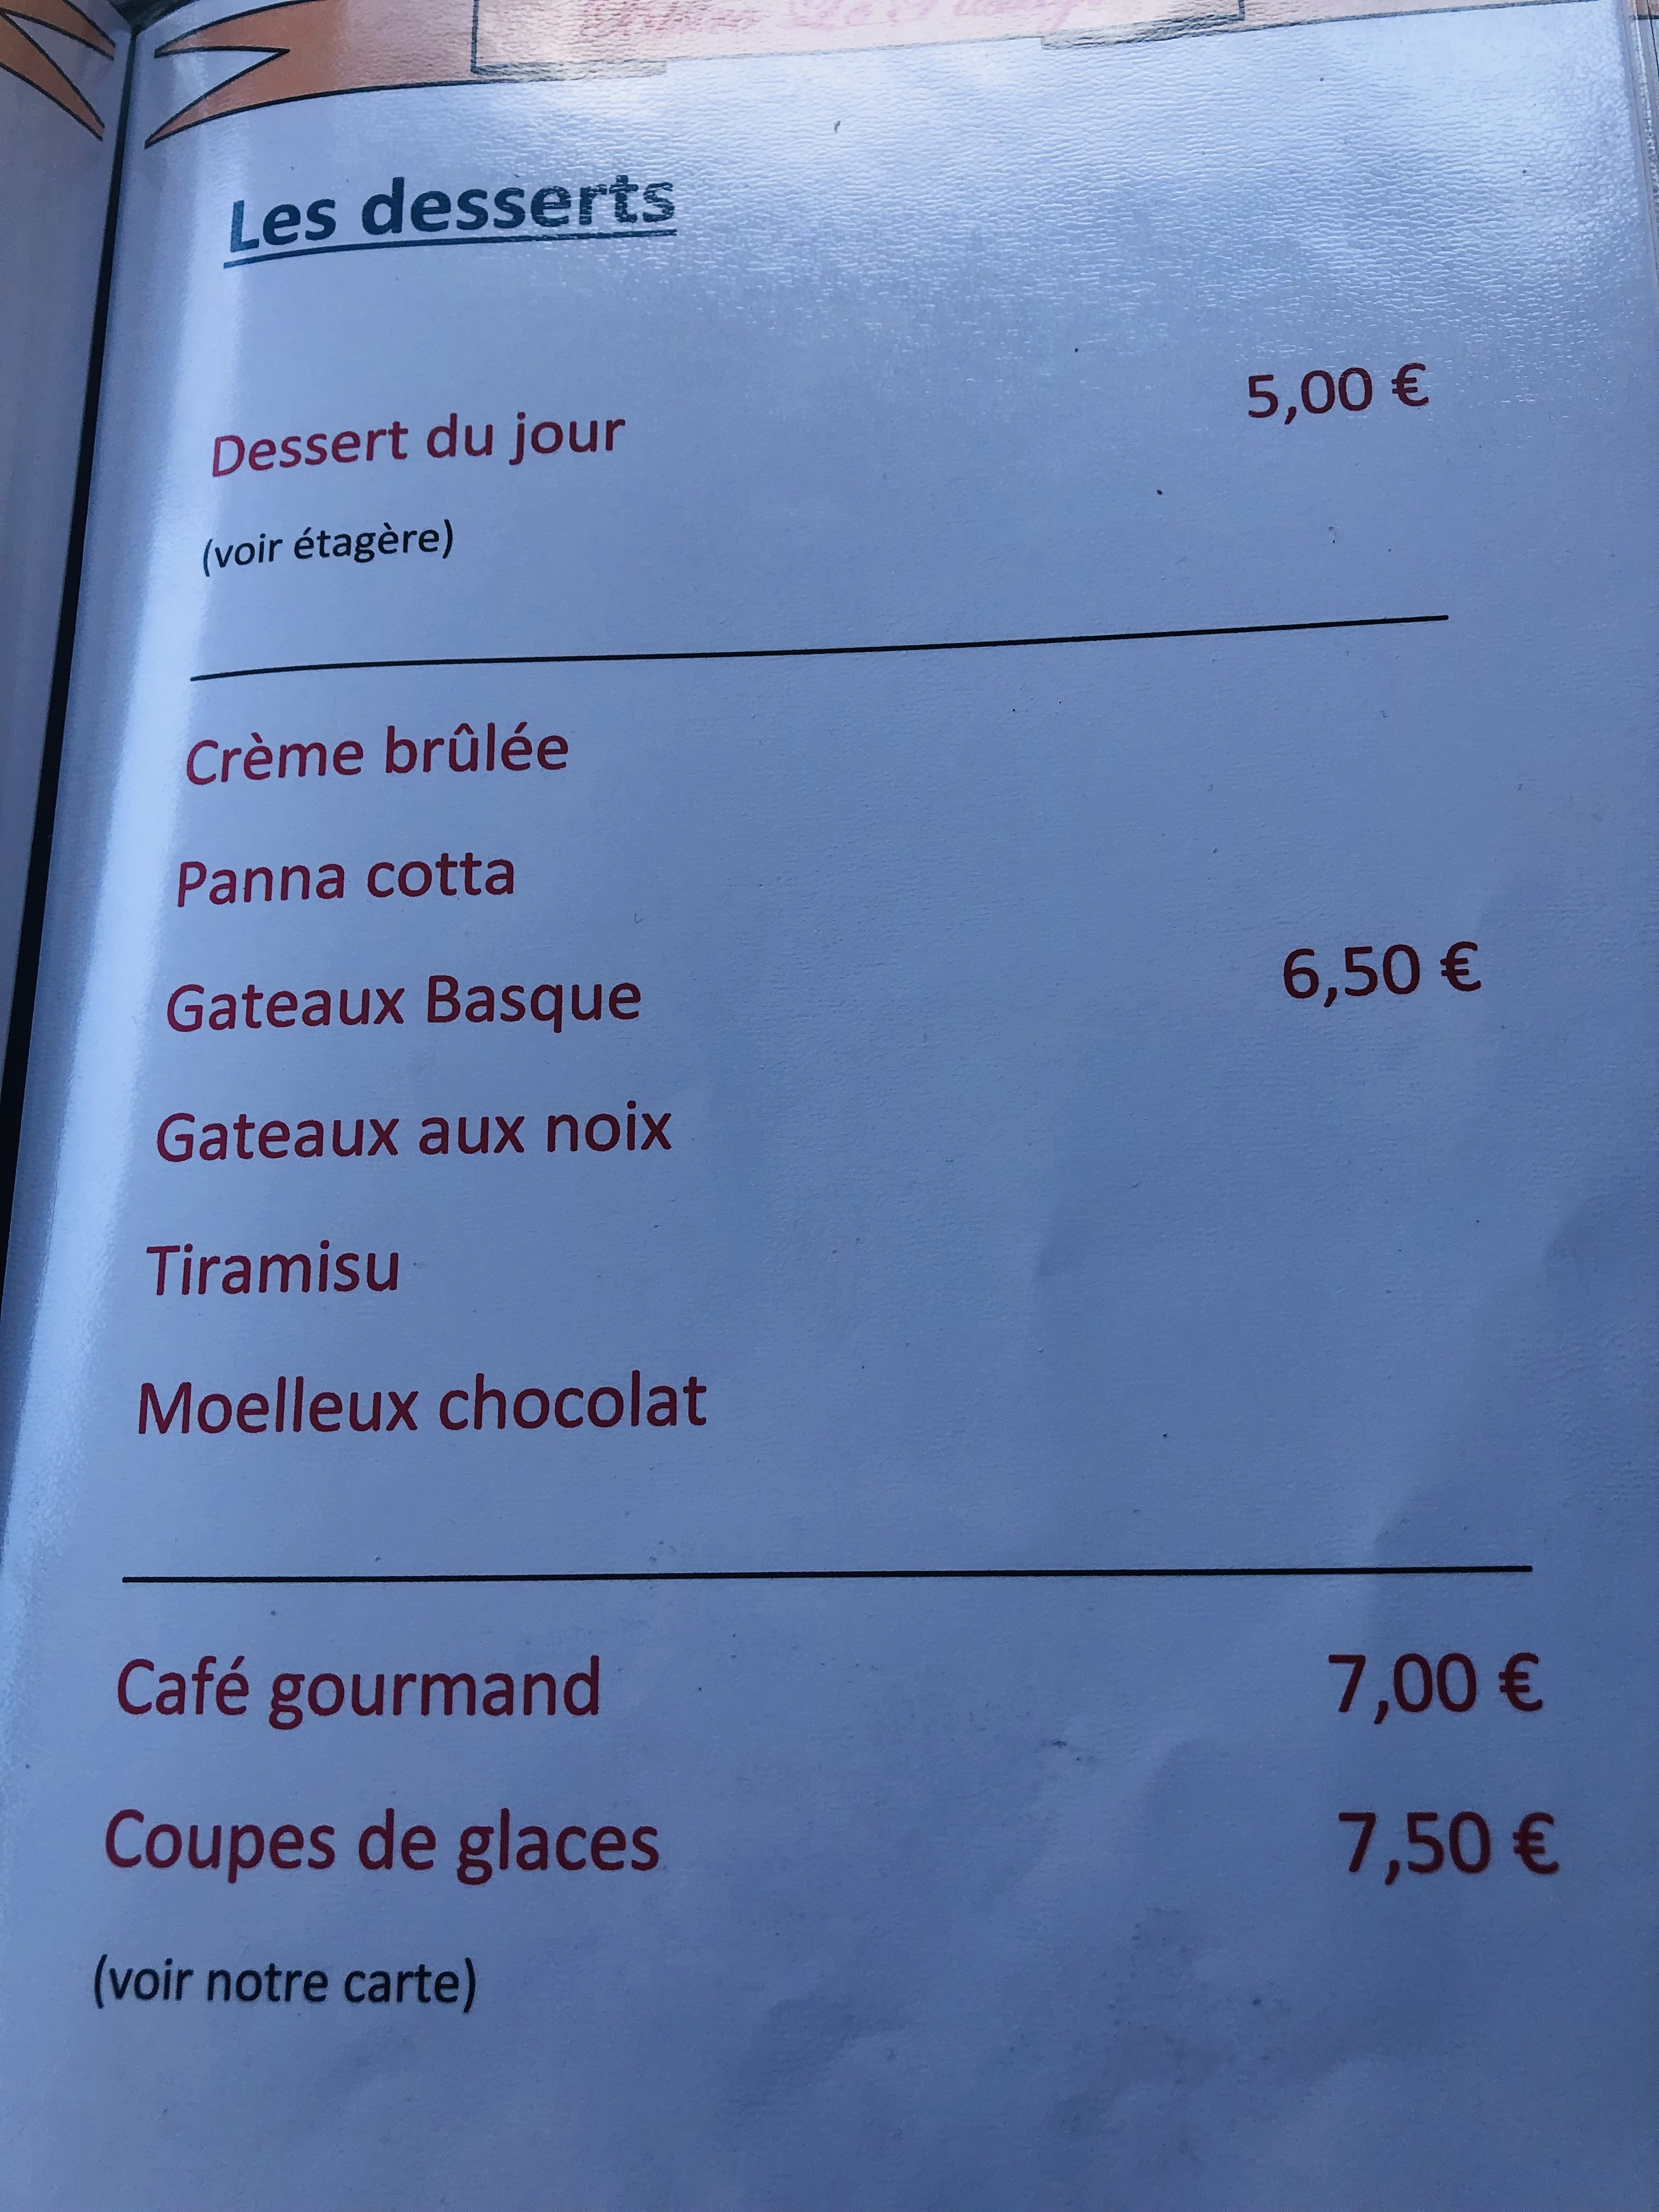 Les desserts
Dessert du jour 5,00 €
(voir étagère)
Crème brûlée
Panna cotta
Gateaux Basque 6,50 €
Gateaux aux noix
Tiramisu
Moelleux chocolat
Café gourmand 7,00 €
Coupes de glaces 7,50 €
(voir notre carte)